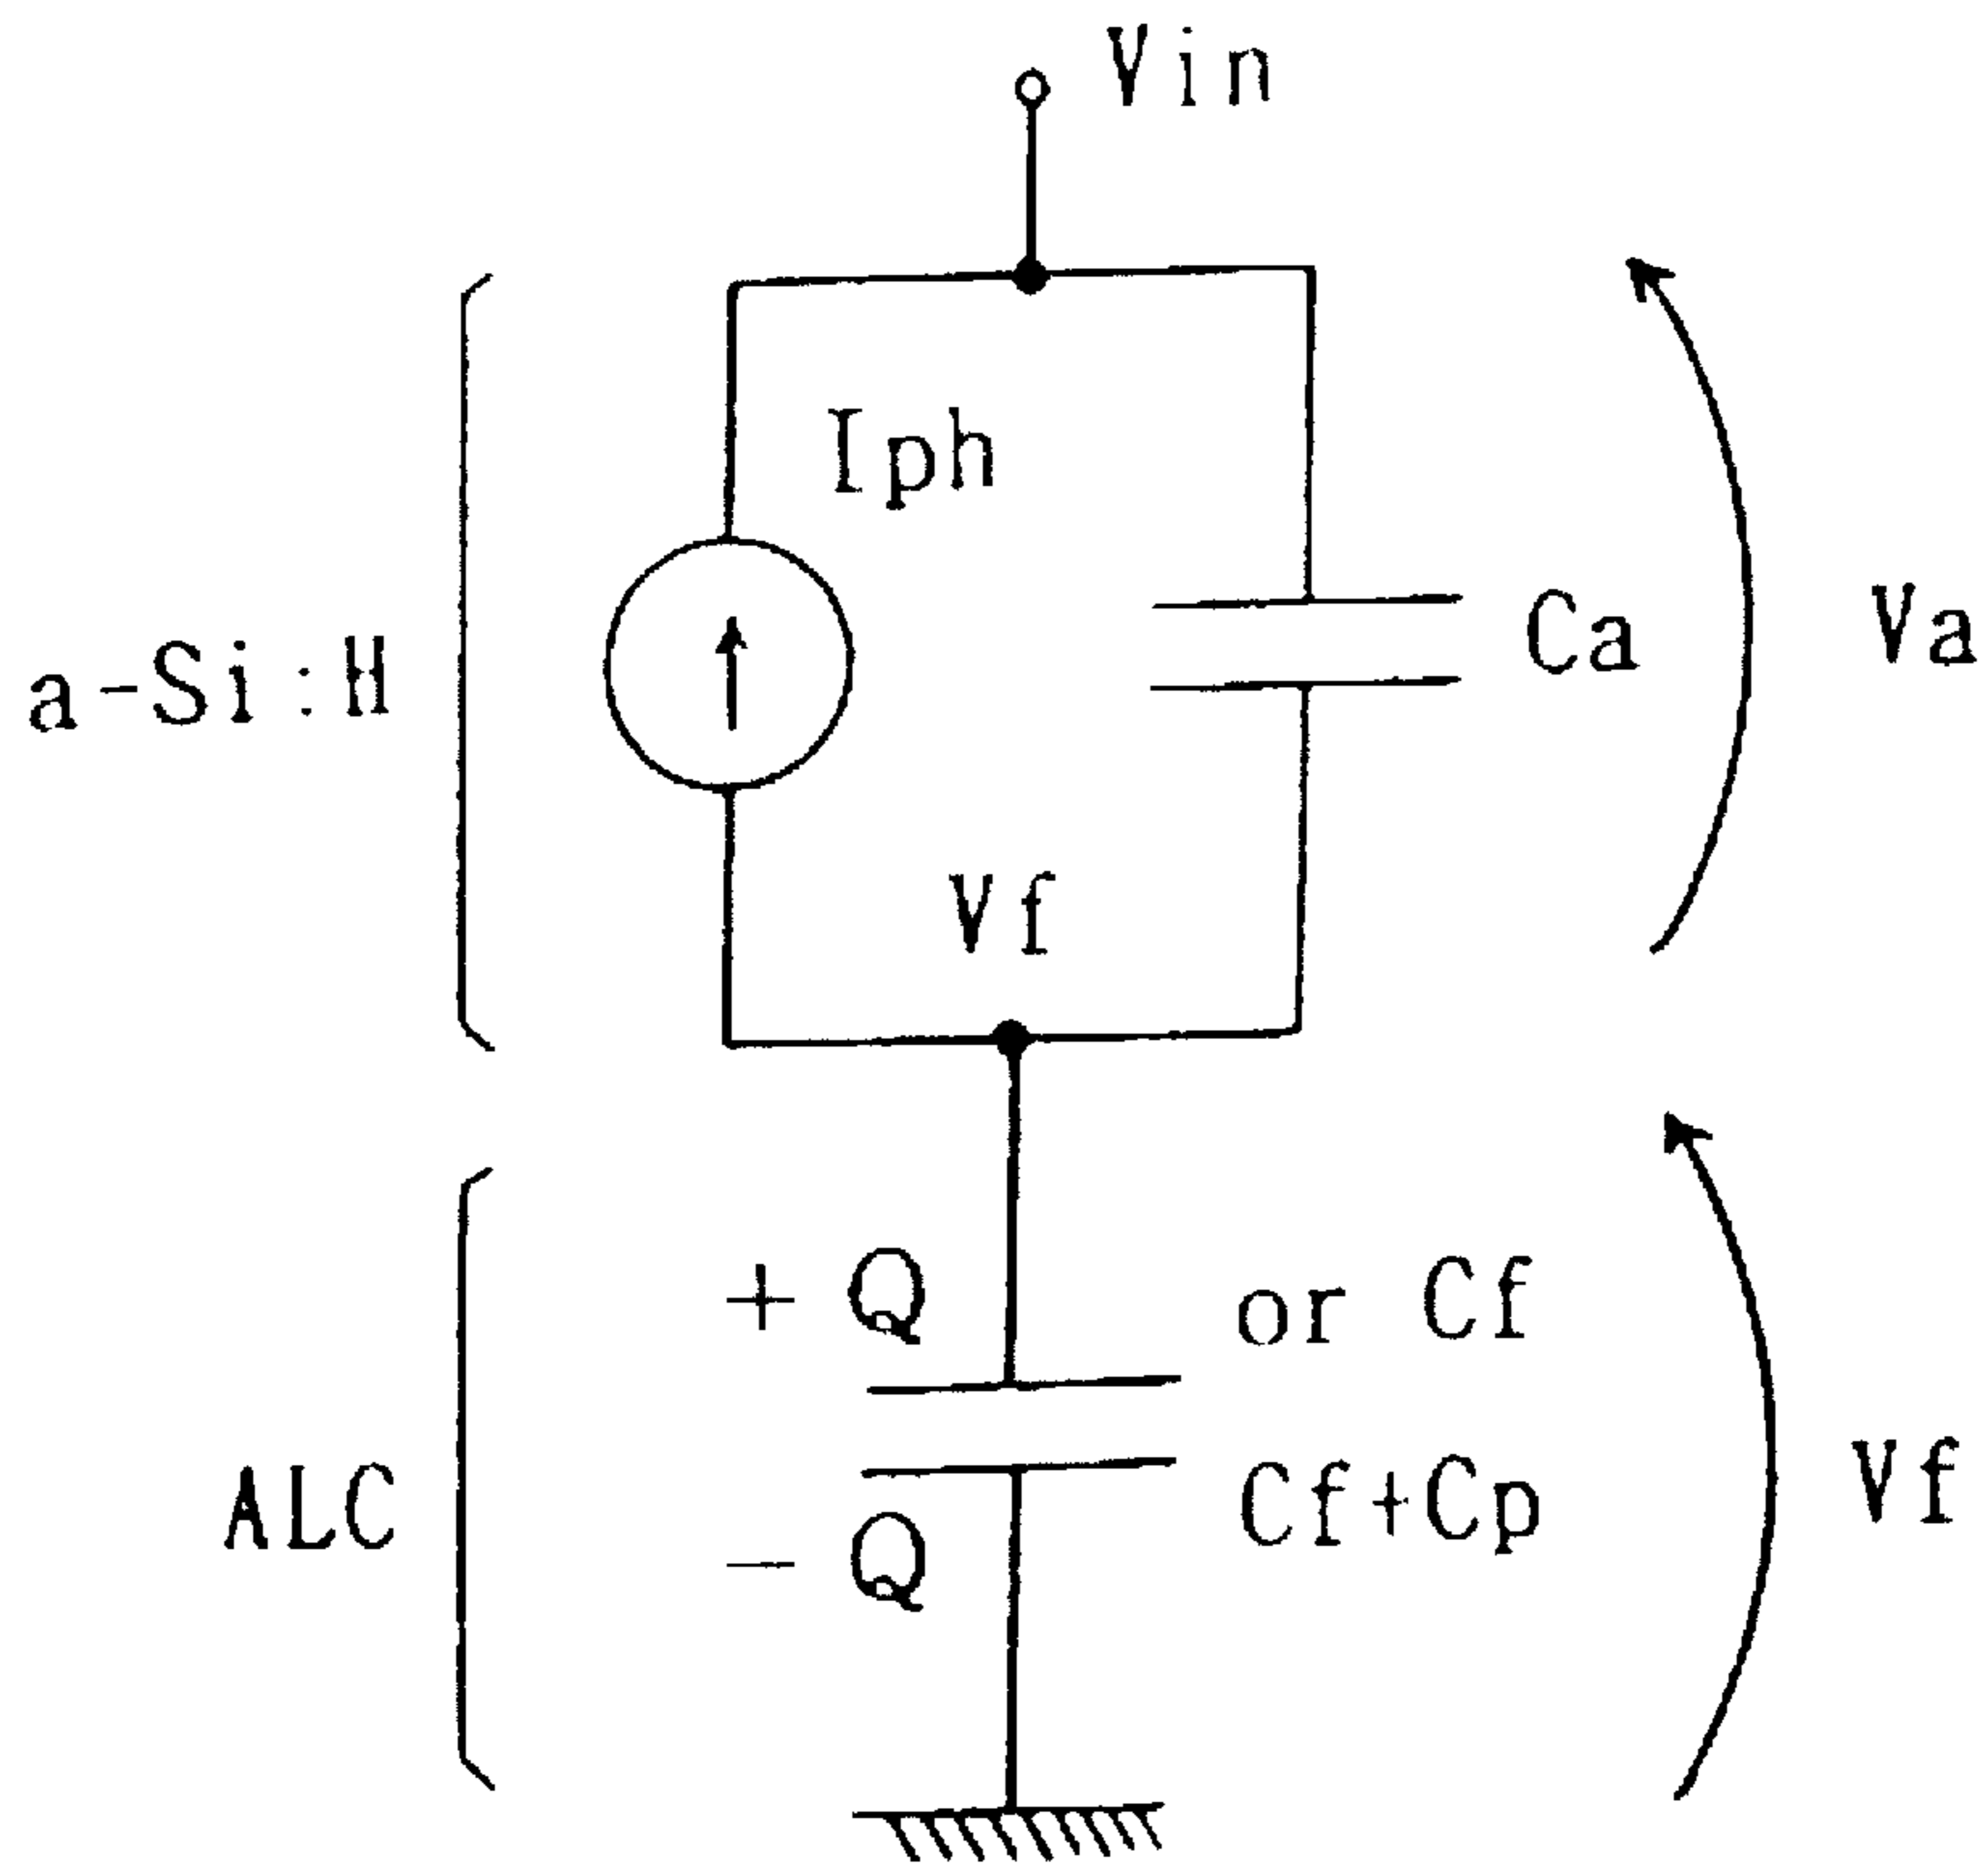 Vin
Iph
a-Si:H
Ca
Va
Vf
+Q
or Cf
ALC
Cf+Cp
Vf
-Q